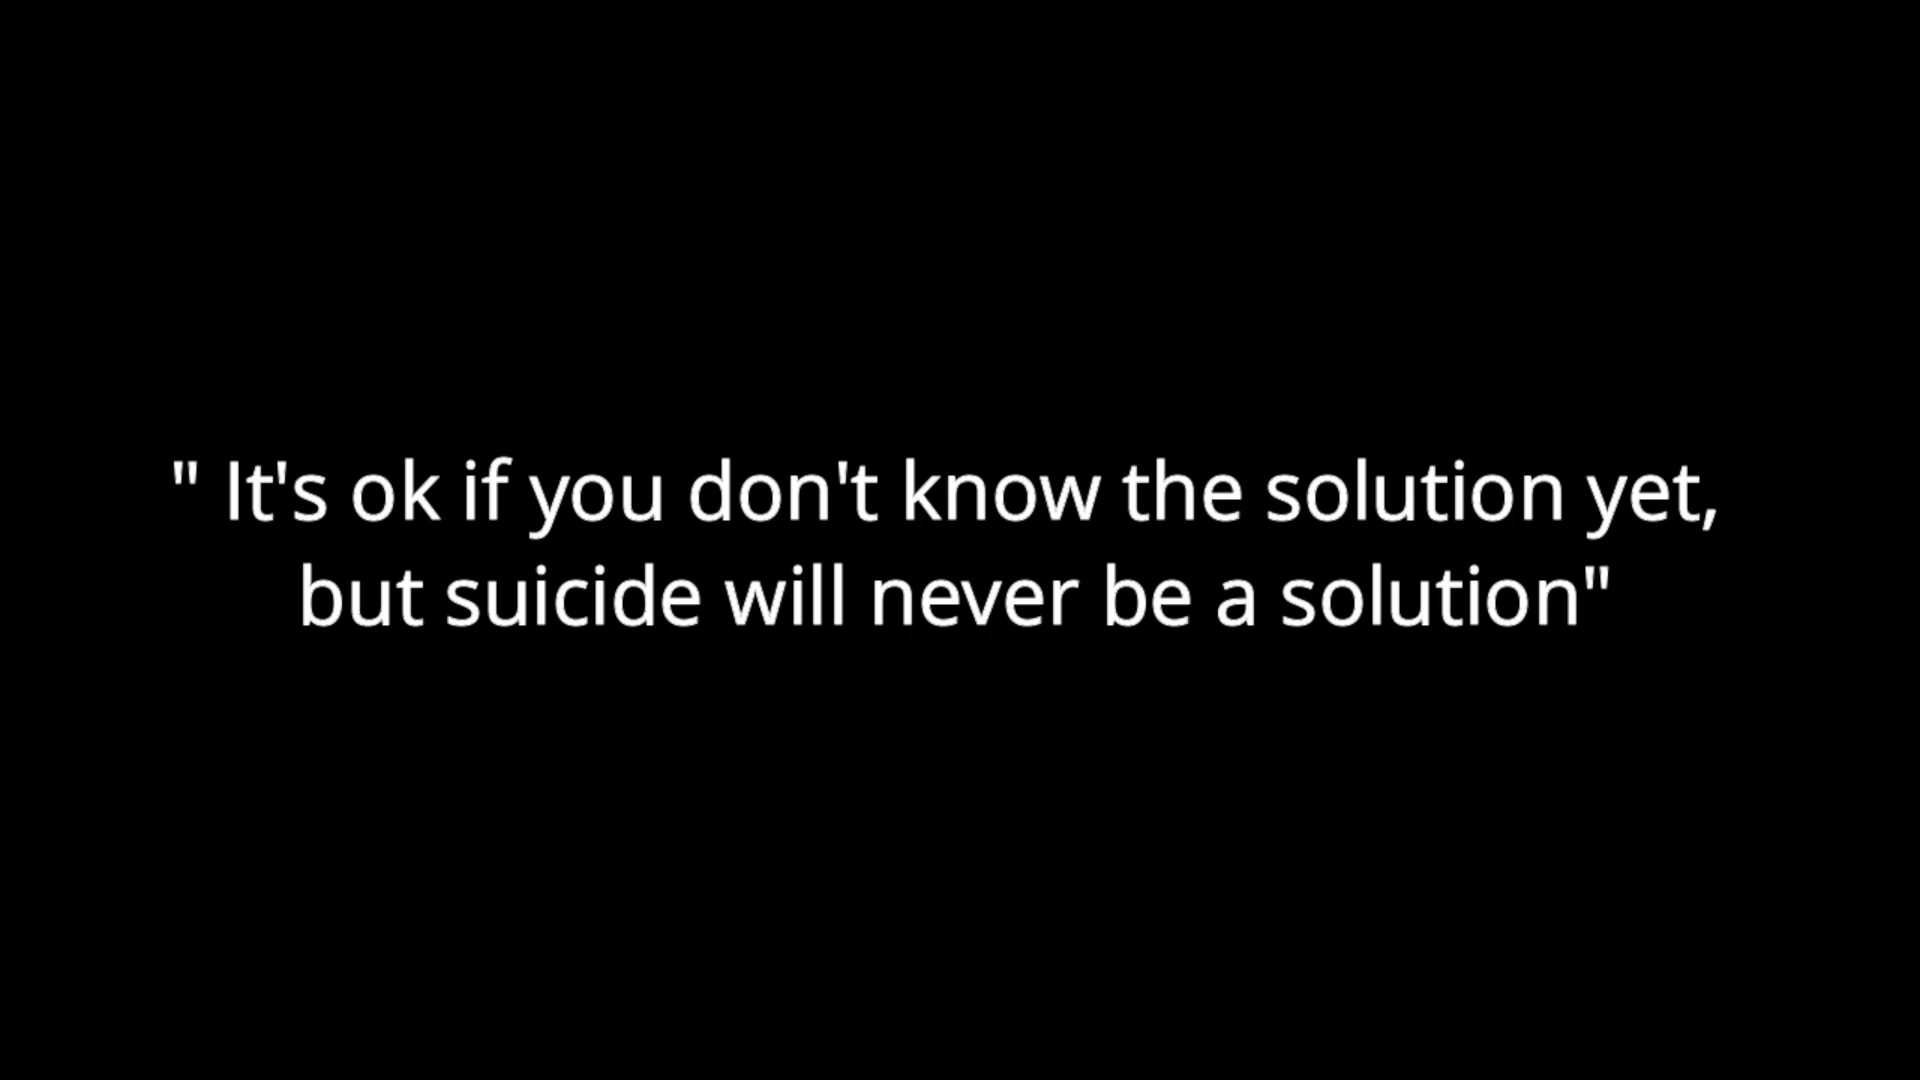 " It's ok if you don't know the solution yet,
but suicide will never be a solution"